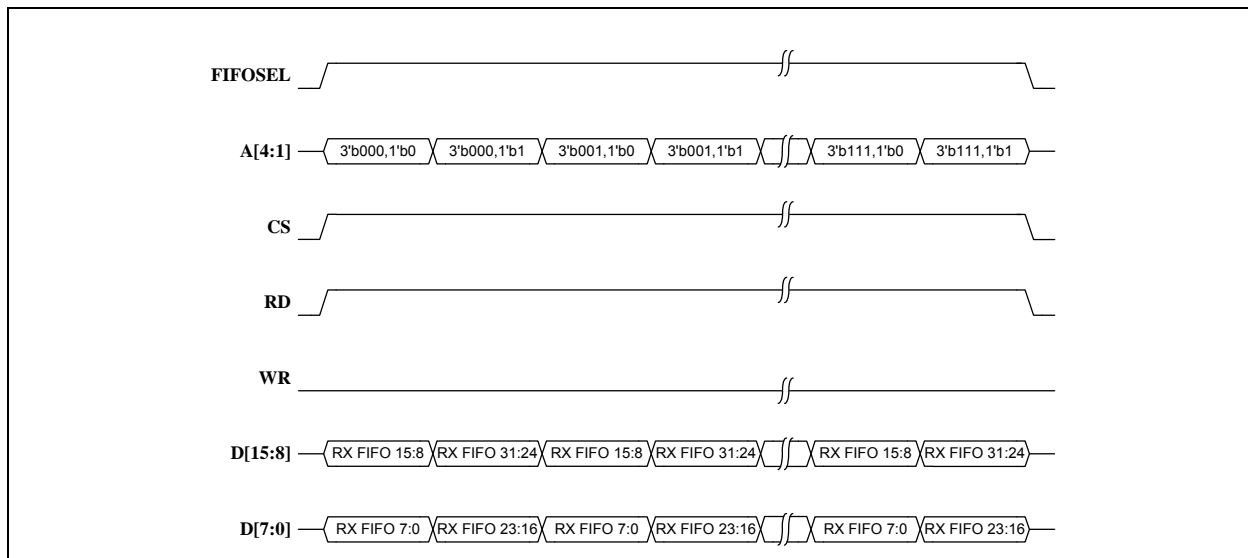 FIFOSEL
A[4:1] 3'b000,1'b0 3'b000,1'b1 3'b001,1'b0 3'b001,1'b1 3'b111,1'b0 3'b111,1'b1
CS
RD
WR
D[15:8] RX FIFO 15:8 RX FIFO 31:24 RX FIFO 15:8 RX FIFO 31:24 RX FIFO 15:8 RX FIFO 31:24
D[7:0] RX FIFO 7:0 RX FIFO 23:16 RX FIFO 7:0 RX FIFO 23:16 RX FIFO 7:0 RX FIFO 23:16